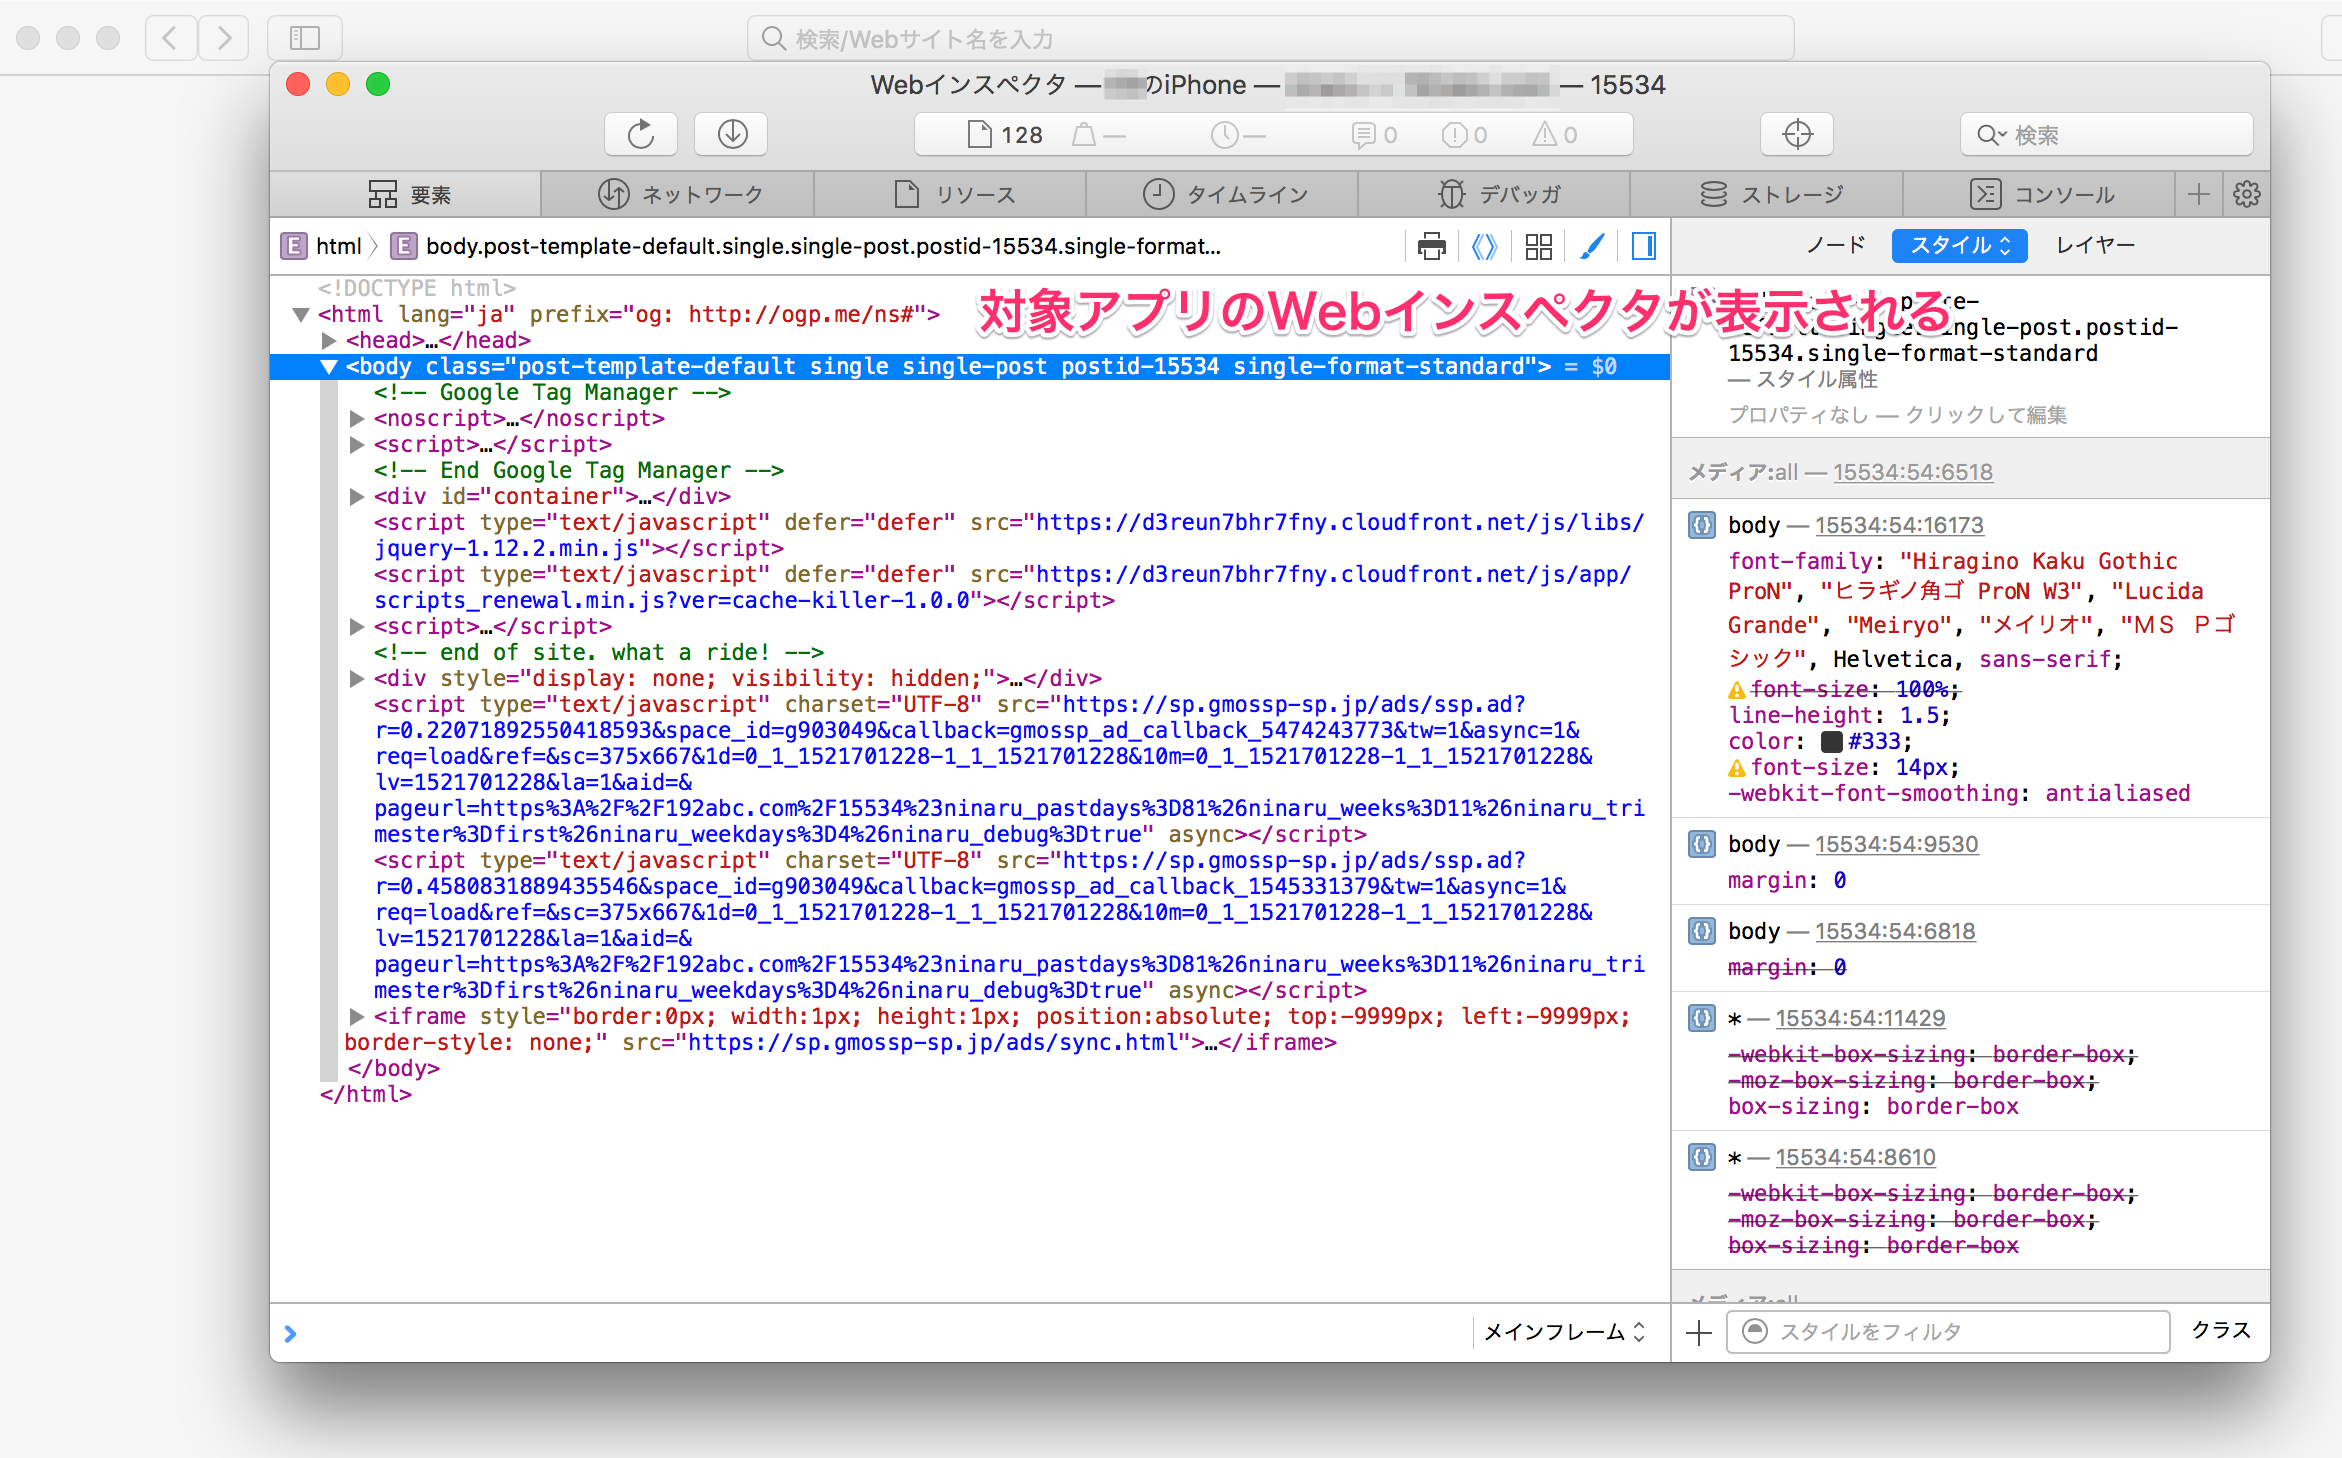 検索/Webサイト名を入力
Webインスペクタ — のiPhone — — 15534
128 — — 0 0 0
検索
要素 ネットワーク リソース タイムライン デバッガ ストレージ コンソール
E html E body.post-template-default.single.single-post.postid-15534.single-format…
ノード スタイル レイヤー
対象アプリのWebインスペクタが表示される
<!DOCTYPE html>
<html lang="ja" prefix="og: http://ogp.me/ns#">
<head>…</head>
<body class="post-template-default single single-post postid-15534 single-format-standard"> = $0
<!-- Google Tag Manager -->
<noscript>…</noscript>
<script>…</script>
<!-- End Google Tag Manager -->
<div id="container">…</div>
<script type="text/javascript" defer="defer" src="https://d3reun7bhr7fny.cloudfront.net/js/libs/
jquery-1.12.2.min.js"></script>
<script type="text/javascript" defer="defer" src="https://d3reun7bhr7fny.cloudfront.net/js/app/
scripts_renewal.min.js?ver=cache-killer-1.0.0"></script>
<script>…</script>
<!-- end of site. what a ride! -->
<div style="display: none; visibility: hidden;">…</div>
<script type="text/javascript" charset="UTF-8" src="https://sp.gmossp-sp.jp/ads/ssp.ad?
r=0.22071892550418593&space_id=g903049&callback=gmossp_ad_callback_5474243773&tw=1&async=1&
req=load&ref=&sc=375x667&1d=0_1_1521701228-1_1_1521701228&10m=0_1_1521701228-1_1_1521701228&
lv=1521701228&la=1&aid=&
pageurl=https%3A%2F%2F192abc.com%2F15534%23ninaru_pastdays%3D81%26ninaru_weeks%3D11%26ninaru_tri
mester%3Dfirst%26ninaru_weekdays%3D4%26ninaru_debug%3Dtrue" async></script>
<script type="text/javascript" charset="UTF-8" src="https://sp.gmossp-sp.jp/ads/ssp.ad?
r=0.4580831889435546&space_id=g903049&callback=gmossp_ad_callback_1545331379&tw=1&async=1&
req=load&ref=&sc=375x667&1d=0_1_1521701228-1_1_1521701228&10m=0_1_1521701228-1_1_1521701228&
lv=1521701228&la=1&aid=&
pageurl=https%3A%2F%2F192abc.com%2F15534%23ninaru_pastdays%3D81%26ninaru_weeks%3D11%26ninaru_tri
mester%3Dfirst%26ninaru_weekdays%3D4%26ninaru_debug%3Dtrue" async></script>
<iframe style="border:0px; width:1px; height:1px; position:absolute; top:-9999px; left:-9999px;
border-style: none;" src="https://sp.gmossp-sp.jp/ads/sync.html">…</iframe>
</body>
</html>
メインフレーム
single-post.postid-
15534.single-format-standard
— スタイル属性
プロパティなし — クリックして編集
メディア:all — 15534:54:6518
body — 15534:54:16173
font-family: "Hiragino Kaku Gothic
ProN", "ヒラギノ角ゴ ProN W3", "Lucida
Grande", "Meiryo", "メイリオ", "ＭＳ Ｐゴ
シック", Helvetica, sans-serif;
font-size: 100%;
line-height: 1.5;
color: #333;
font-size: 14px;
-webkit-font-smoothing: antialiased
body — 15534:54:9530
margin: 0
body — 15534:54:6818
margin: 0
* — 15534:54:11429
-webkit-box-sizing: border-box;
-moz-box-sizing: border-box;
box-sizing: border-box
* — 15534:54:8610
-webkit-box-sizing: border-box;
-moz-box-sizing: border-box;
box-sizing: border-box
メディア:all
スタイルをフィルタ
クラス